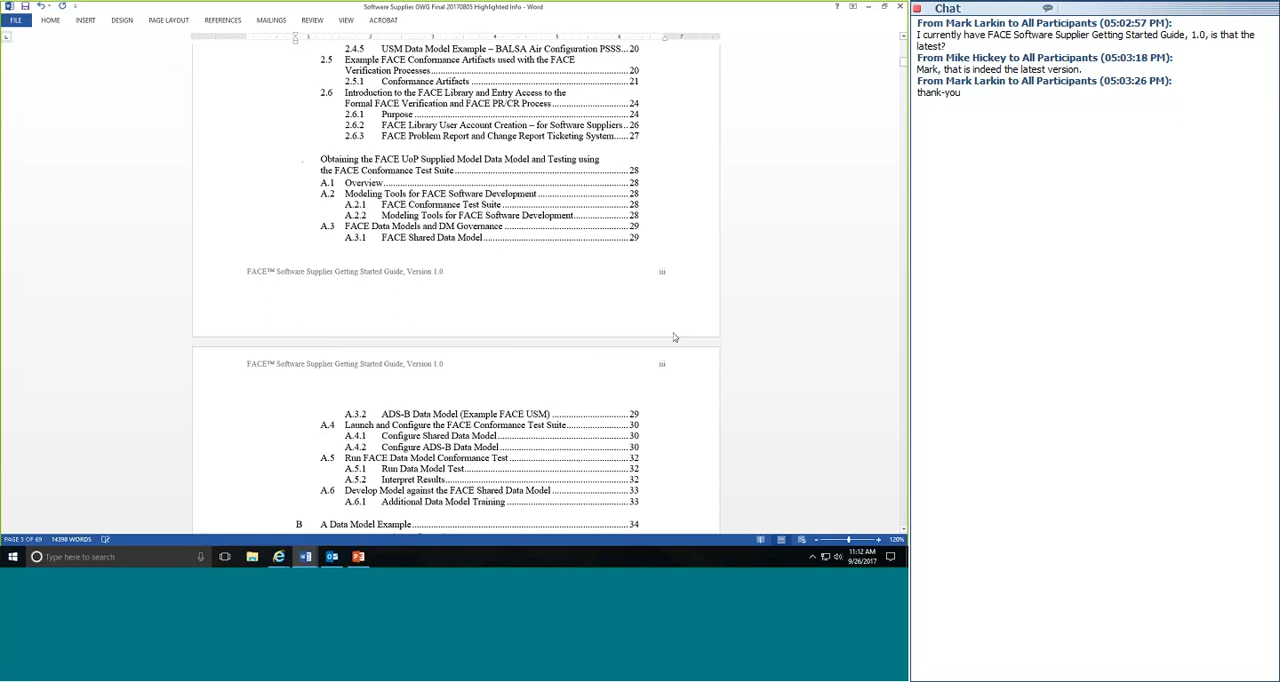 Software Supplier GWG Final 20170805 Highlighted Info - Word
FILE HOME INSERT DESIGN PAGE LAYOUT REFERENCES MAILINGS REVIEW VIEW ACROBAT
1 2 3 4 5 6 7
2.4.5 USM Data Model Example – BALSA Air Configuration PSSS...20
2.5 Example FACE Conformance Artifacts used with the FACE
Verification Processes 20
2.5.1 Conformance Artifacts 21
2.6 Introduction to the FACE Library and Entry Access to the
Formal FACE Verification and FACE PR/CR Process 24
2.6.1 Purpose 24
2.6.2 FACE Library User Account Creation – for Software Suppliers..26
2.6.3 FACE Problem Report and Change Report Ticketing System 27
Obtaining the FACE UoP Supplied Model Data Model and Testing using
the FACE Conformance Test Suite 28
A.1 Overview 28
A.2 Modeling Tools for FACE Software Development 28
A.2.1 FACE Conformance Test Suite 28
A.2.2 Modeling Tools for FACE Software Development 28
A.3 FACE Data Models and DM Governance 29
A.3.1 FACE Shared Data Model 29
FACE™ Software Supplier Getting Started Guide, Version 1.0 iii
FACE™ Software Supplier Getting Started Guide, Version 1.0 iii
A.3.2 ADS-B Data Model (Example FACE USM) 29
A.4 Launch and Configure the FACE Conformance Test Suite 30
A.4.1 Configure Shared Data Model 30
A.4.2 Configure ADS-B Data Model 30
A.5 Run FACE Data Model Conformance Test 32
A.5.1 Run Data Model Test 32
A.5.2 Interpret Results 32
A.6 Develop Model against the FACE Shared Data Model 33
A.6.1 Additional Data Model Training 33
B A Data Model Example 34
PAGE 3 OF 69 14398 WORDS 120%
Type here to search
11:12 AM
9/26/2017
Chat
From Mark Larkin to All Participants (05:02:57 PM):
I currently have FACE Software Supplier Getting Started Guide, 1.0, is that the
latest?
From Mike Hickey to All Participants (05:03:18 PM):
Mark, that is indeed the latest version.
From Mark Larkin to All Participants (05:03:26 PM):
thank-you